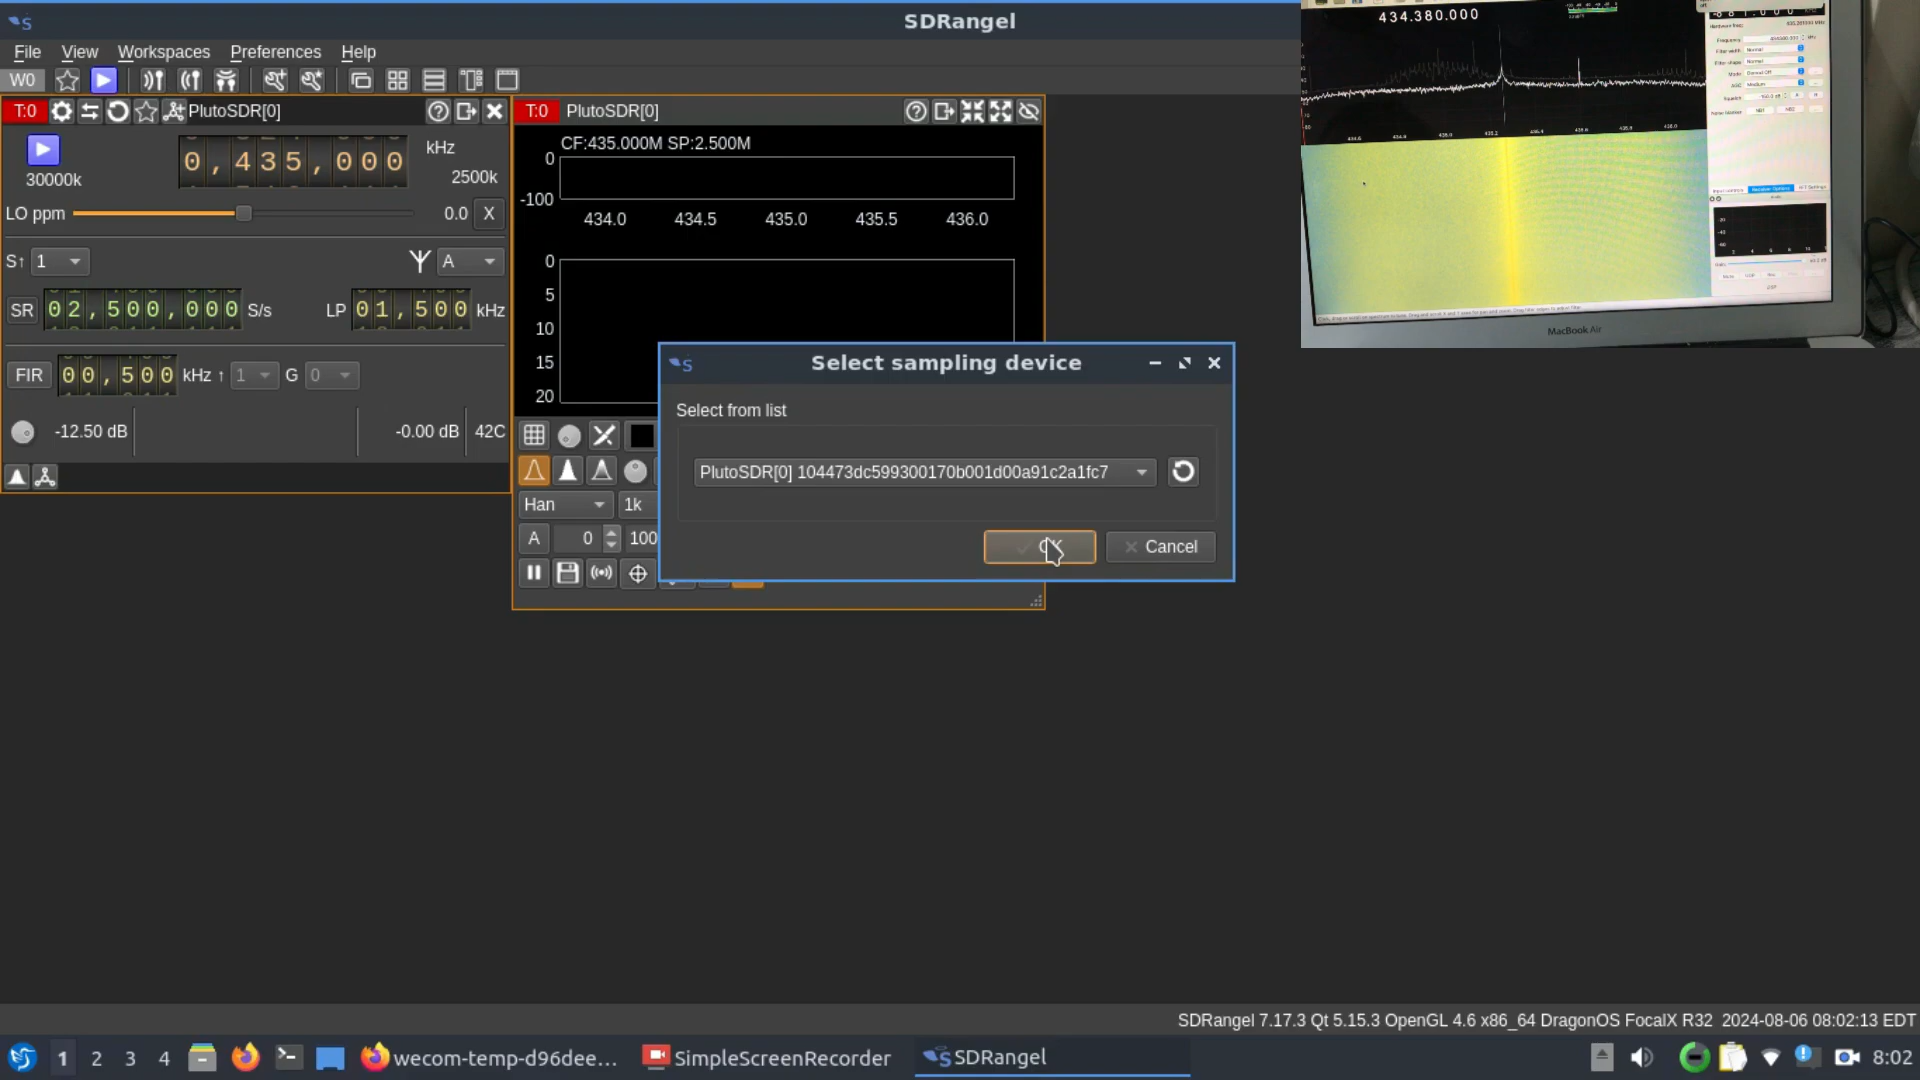 SDRangel
File View Workspaces Preferences Help
W0
T:0 PlutoSDR[0]
30000k
0,435,000 kHz
2500k
LO ppm 0.0 X
S↑ 1 A
SR 02,500,000 S/s LP 01,500 kHz
FIR 00,500 kHz ↑ 1 G 0
-12.50 dB -0.00 dB 42C
T:0 PlutoSDR[0]
CF:435.000M SP:2.500M
0
-100
434.0 434.5 435.0 435.5 436.0
0
5
10
15
20
Han 1k
A 0 100
Select sampling device
Select from list
PlutoSDR[0] 104473dc599300170b001d00a91c2a1fc7
Cancel
434.380.000
MacBook Air
SDRangel 7.17.3 Qt 5.15.3 OpenGL 4.6 x86_64 DragonOS FocalX R32 2024-08-06 08:02:13 EDT
1 2 3 4 wecom-temp-d96dee... SimpleScreenRecorder SDRangel 8:02